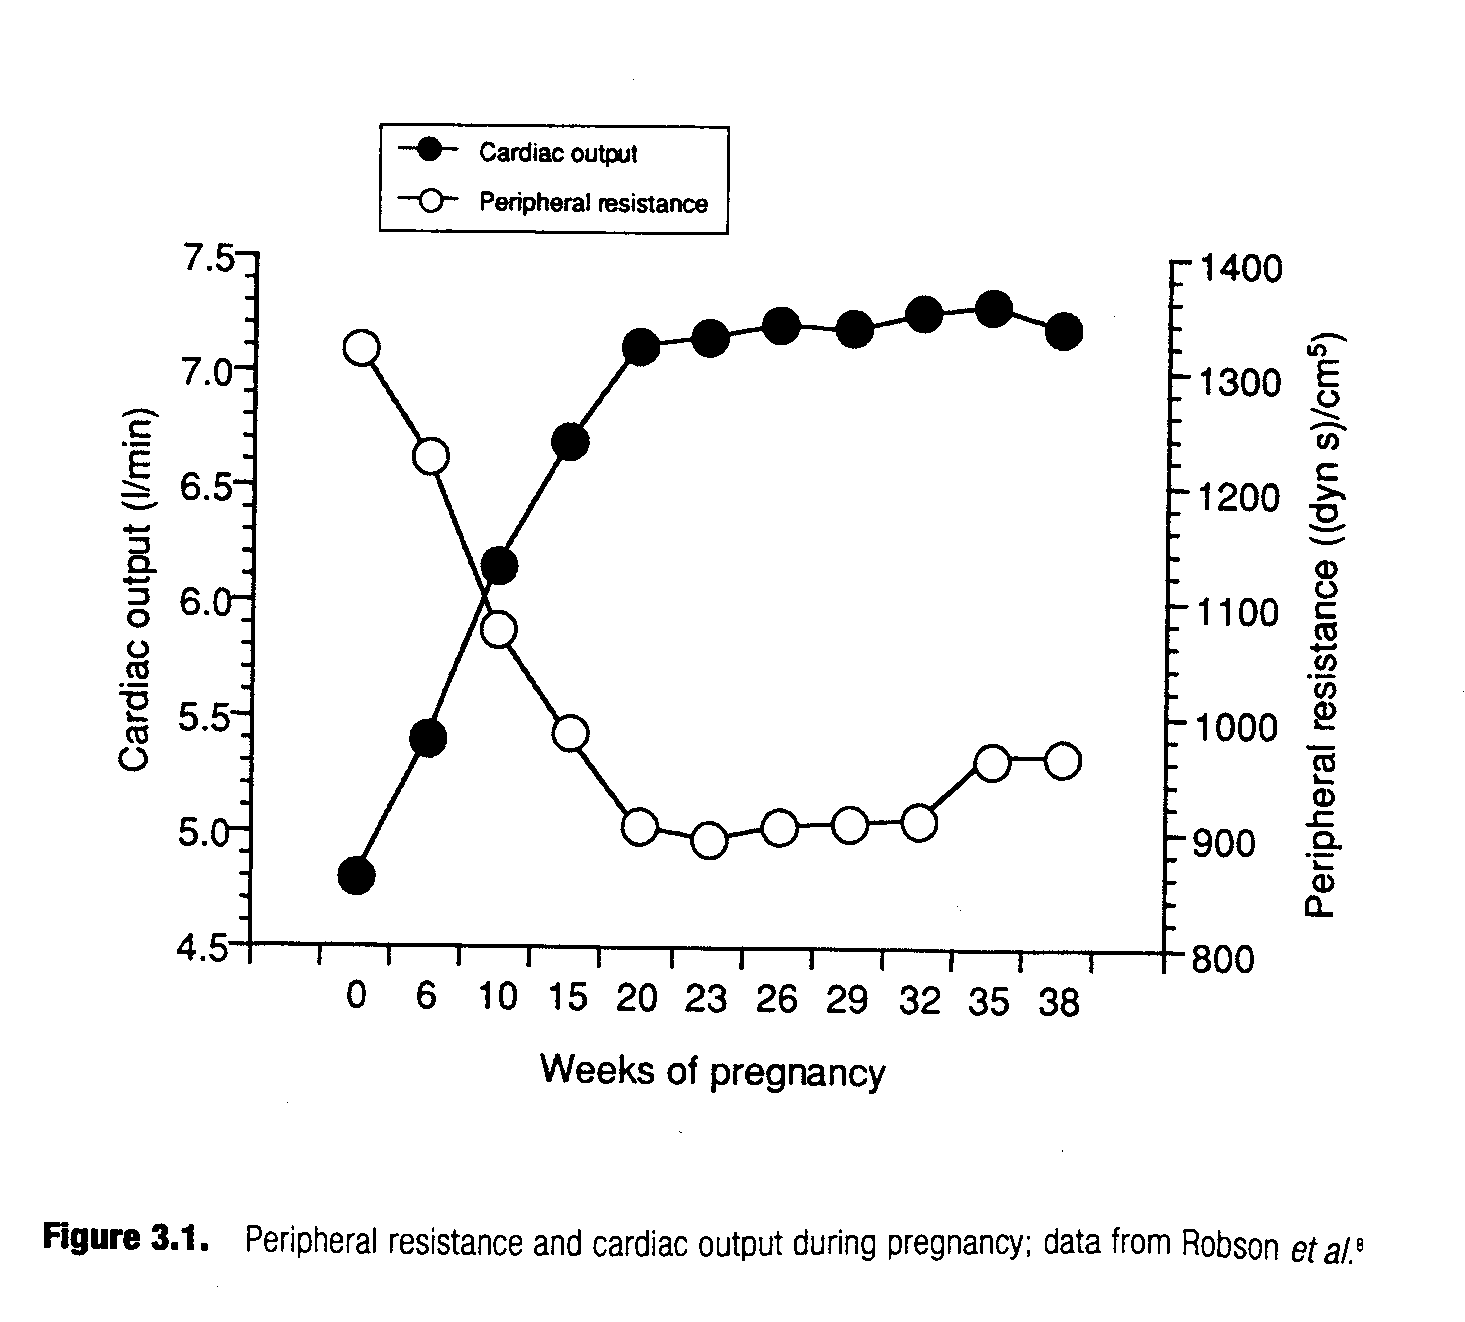 Cardiac output
Peripheral resistance
7.5
7.0
6.5
6.0
5.5
5.0
4.5
Cardiac output (l/min)
1400
1300
1200
1100
1000
900
800
Peripheral resistance ((dyn s)/cm⁵)
0 6 10 15 20 23 26 29 32 35 38
Weeks of pregnancy
Figure 3.1. Peripheral resistance and cardiac output during pregnancy; data from Robson et al.⁸